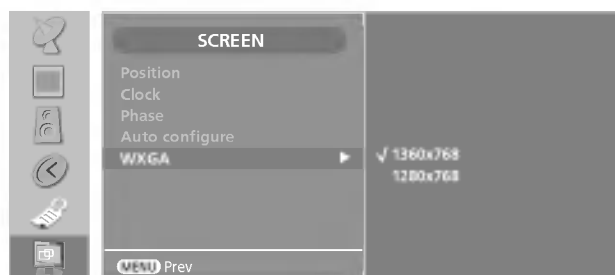 SCREEN
Position
Clock
Phase
Auto configure
WXGA ▶
√ 1360x768
1280x768
MENU Prev